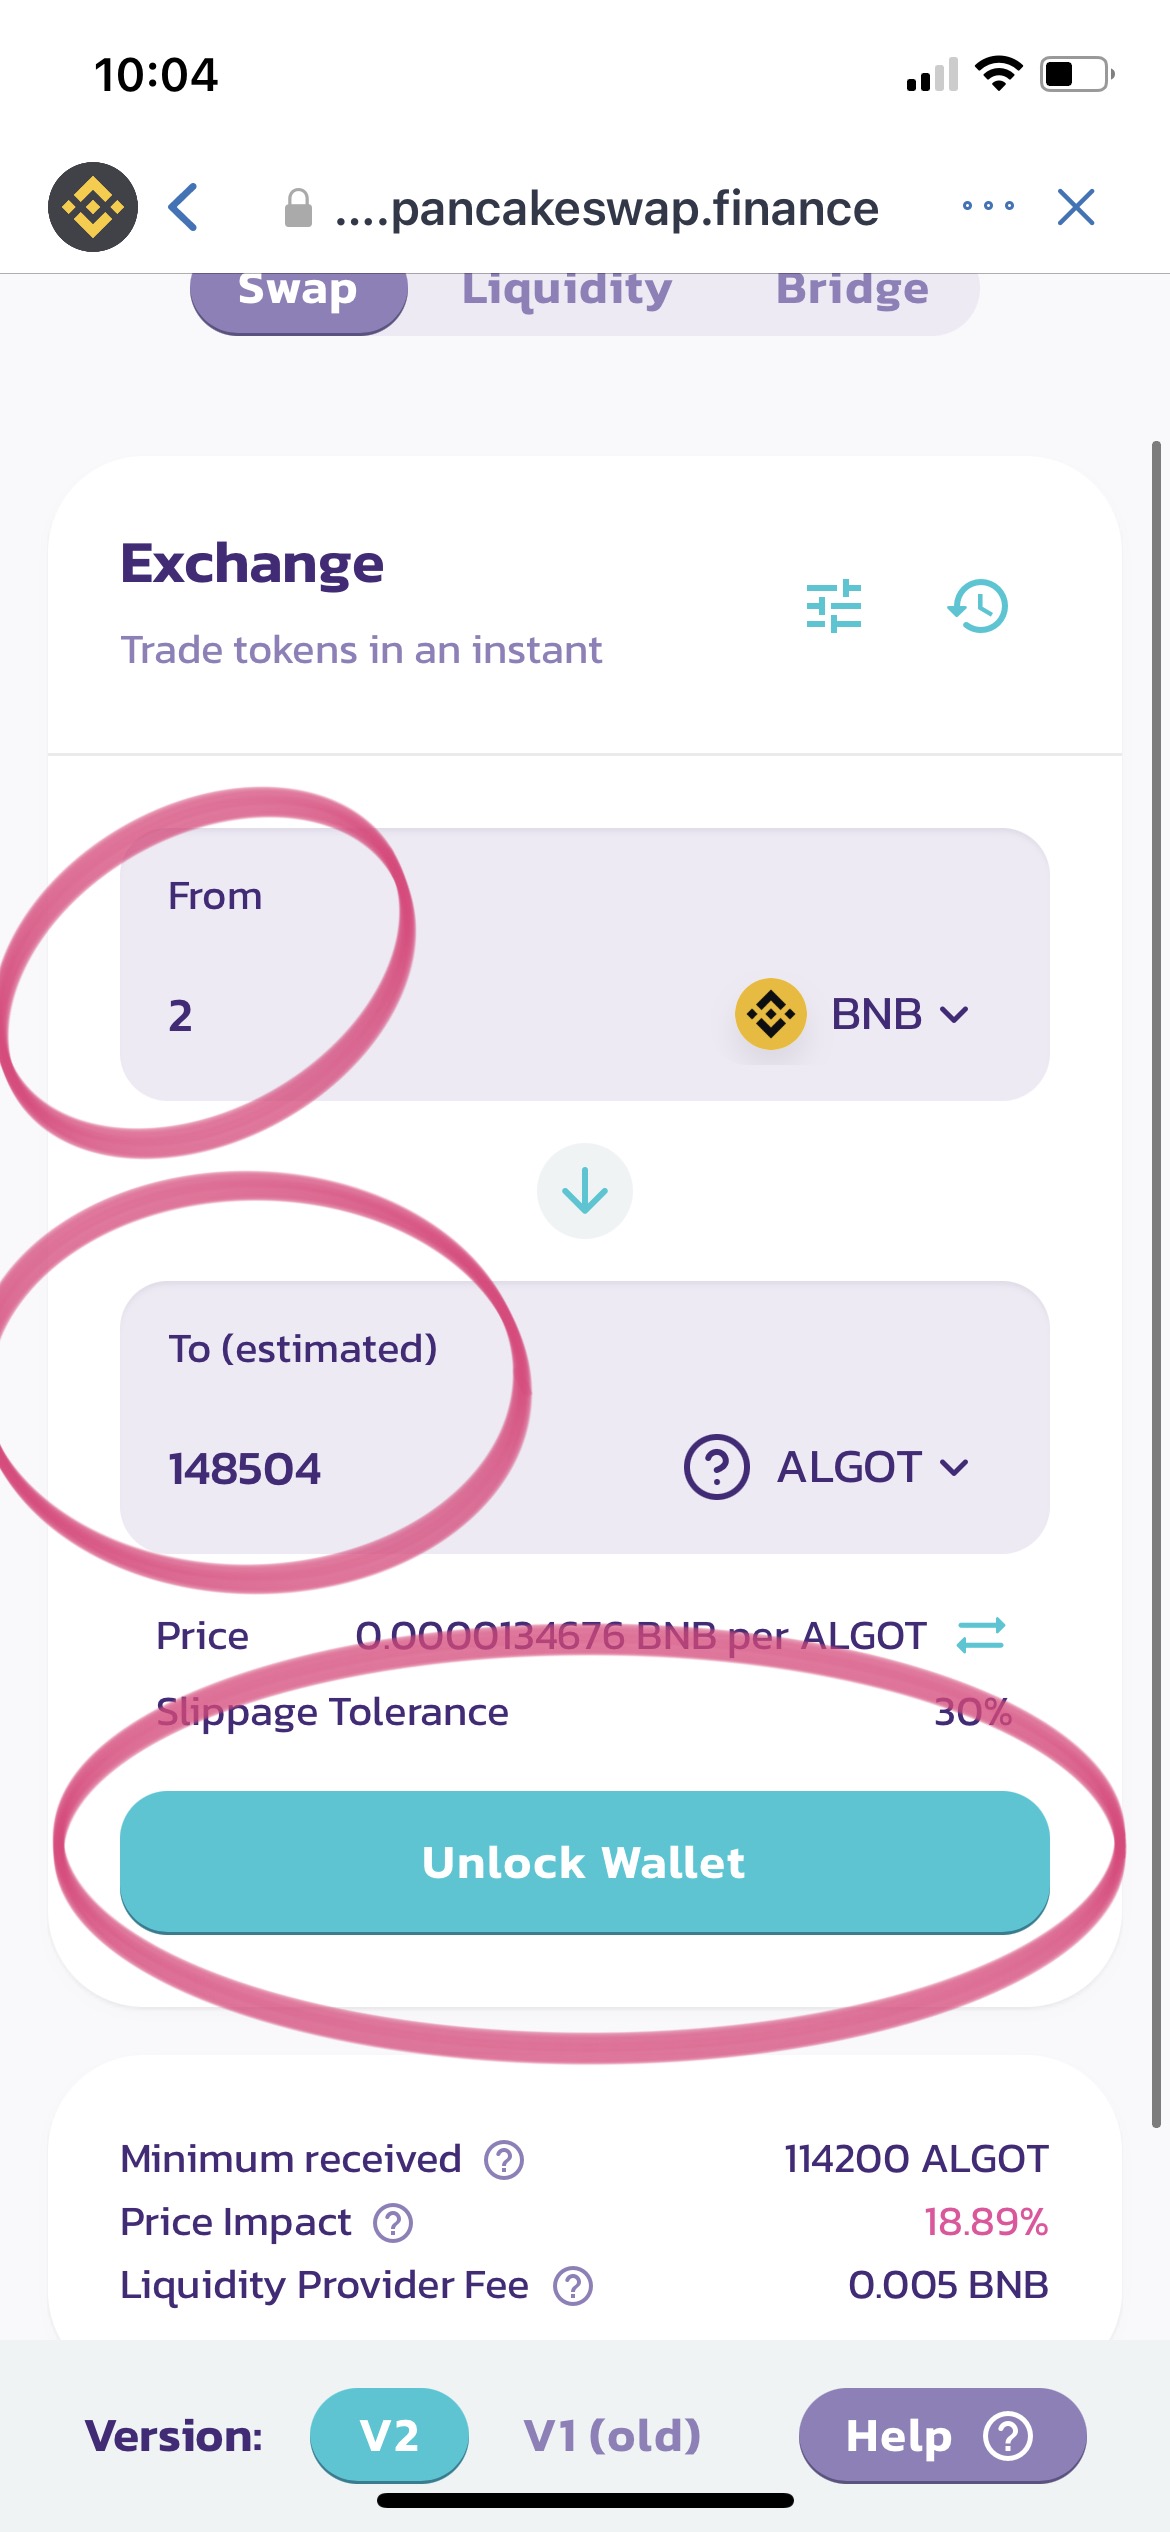 10:04
....pancakeswap.finance
Swap Liquidity Bridge
Exchange
Trade tokens in an instant
From
2 BNB
To (estimated)
148504 ALGOT
Price 0.0000134676 BNB per ALGOT
Slippage Tolerance 30%
Unlock Wallet
Minimum received 114200 ALGOT
Price Impact 18.89%
Liquidity Provider Fee 0.005 BNB
Version: V2 V1 (old) Help